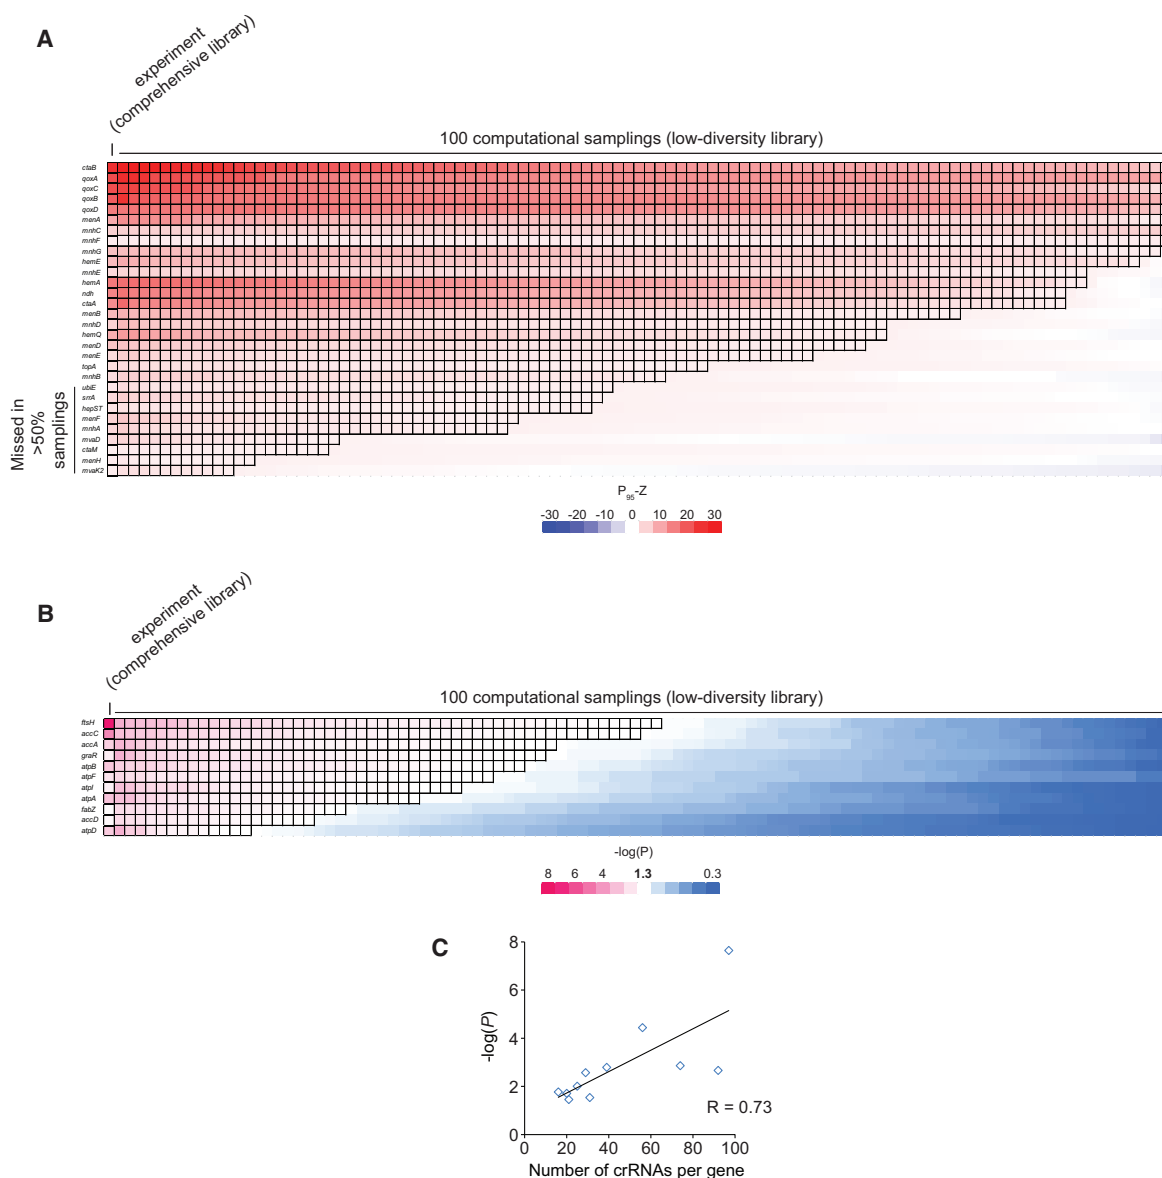 A
experiment
(comprehensive library)
100 computational samplings (low-diversity library)
ctaB
qoxA
qoxC
qoxB
qoxD
menA
mnhC
mnhF
mnhG
hemE
mnhE
hemA
ndh
ctaA
menB
mnhD
hemQ
menD
menE
topA
mnhB
ubiE
srrA
hepST
menF
mnhA
mvaD
ctaM
menH
mvaK2
Missed in
>50%
samplings
P95-Z
-30 -20 -10 0 10 20 30
B
experiment
(comprehensive library)
100 computational samplings (low-diversity library)
ftsH
accC
accA
graR
atpB
atpF
atpI
atpA
fabZ
accD
atpD
-log(P)
8 6 4 1.3 0.3
C
8
6
4
2
0
-log(P)
R = 0.73
0 20 40 60 80 100
Number of crRNAs per gene